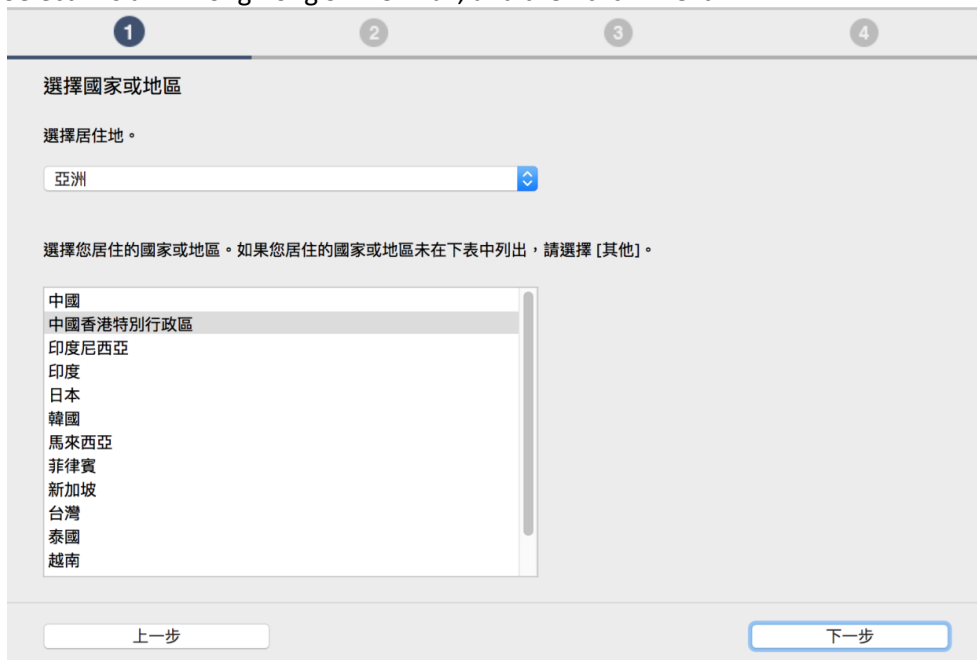 1 2 3 4
選擇國家或地區
選擇居住地。
亞洲
選擇您居住的國家或地區。如果您居住的國家或地區未在下表中列出，請選擇 [其他]。
中國
中國香港特別行政區
印度尼西亞
印度
日本
韓國
馬來西亞
菲律賓
新加坡
台灣
泰國
越南
上一步 下一步